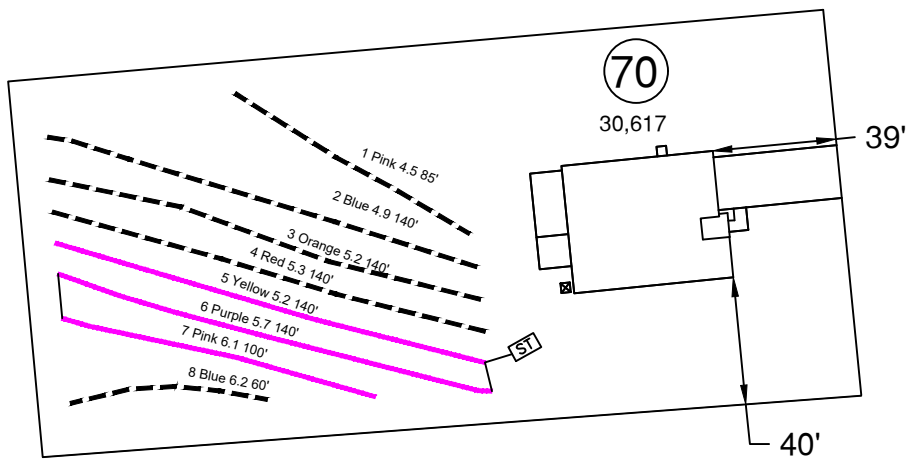 70
30,617
39'
1 Pink 4.5 85'
2 Blue 4.9 140'
3 Orange 5.2 140'
4 Red 5.3 140'
5 Yellow 5.2 140'
6 Purple 5.7 140'
ST
7 Pink 6.1 100'
8 Blue 6.2 60'
40'